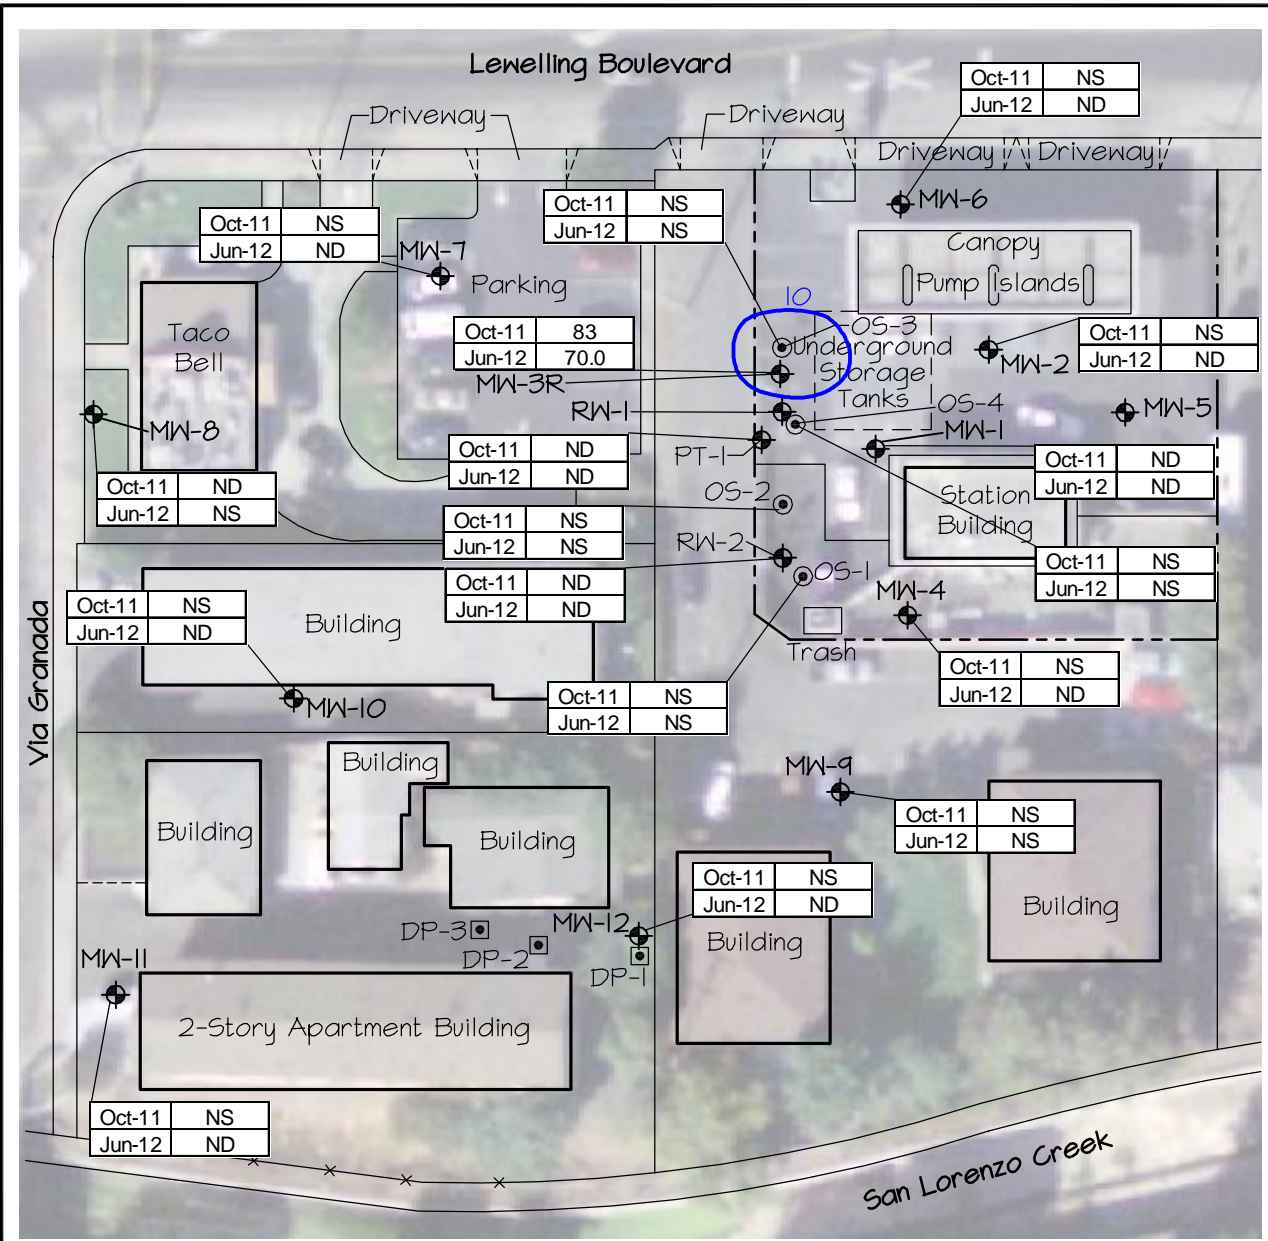 Lewelling Boulevard
Oct-11 NS
Jun-12 ND
Driveway
Driveway
Driveway
Driveway
MW-6
Oct-11 NS
Jun-12 NS
Oct-11 NS
Jun-12 ND
MW-7
Canopy
Pump Islands
Parking
10
Taco
Bell
Oct-11 83
Jun-12 70.0
MW-3R
OS-3
Underground
Storage
Tanks
Oct-11 NS
Jun-12 ND
MW-2
RW-1
OS-4
MW-5
MW-8
MW-1
PT-1
Oct-11 ND
Jun-12 ND
Oct-11 ND
Jun-12 ND
Oct-11 ND
Jun-12 NS
OS-2
Station
Building
Oct-11 NS
Jun-12 NS
RW-2
Oct-11 NS
Jun-12 NS
Oct-11 ND
Jun-12 ND
OS-1
MW-4
Oct-11 NS
Jun-12 ND
Building
Trash
Oct-11 NS
Jun-12 ND
Via Granada
MW-10
Oct-11 NS
Jun-12 NS
Building
MW-9
Building
Building
Oct-11 NS
Jun-12 NS
Oct-11 NS
Jun-12 ND
Building
DP-3
MW-12
Building
DP-2
DP-1
MW-11
2-Story Apartment Building
Oct-11 NS
Jun-12 ND
San Lorenzo Creek